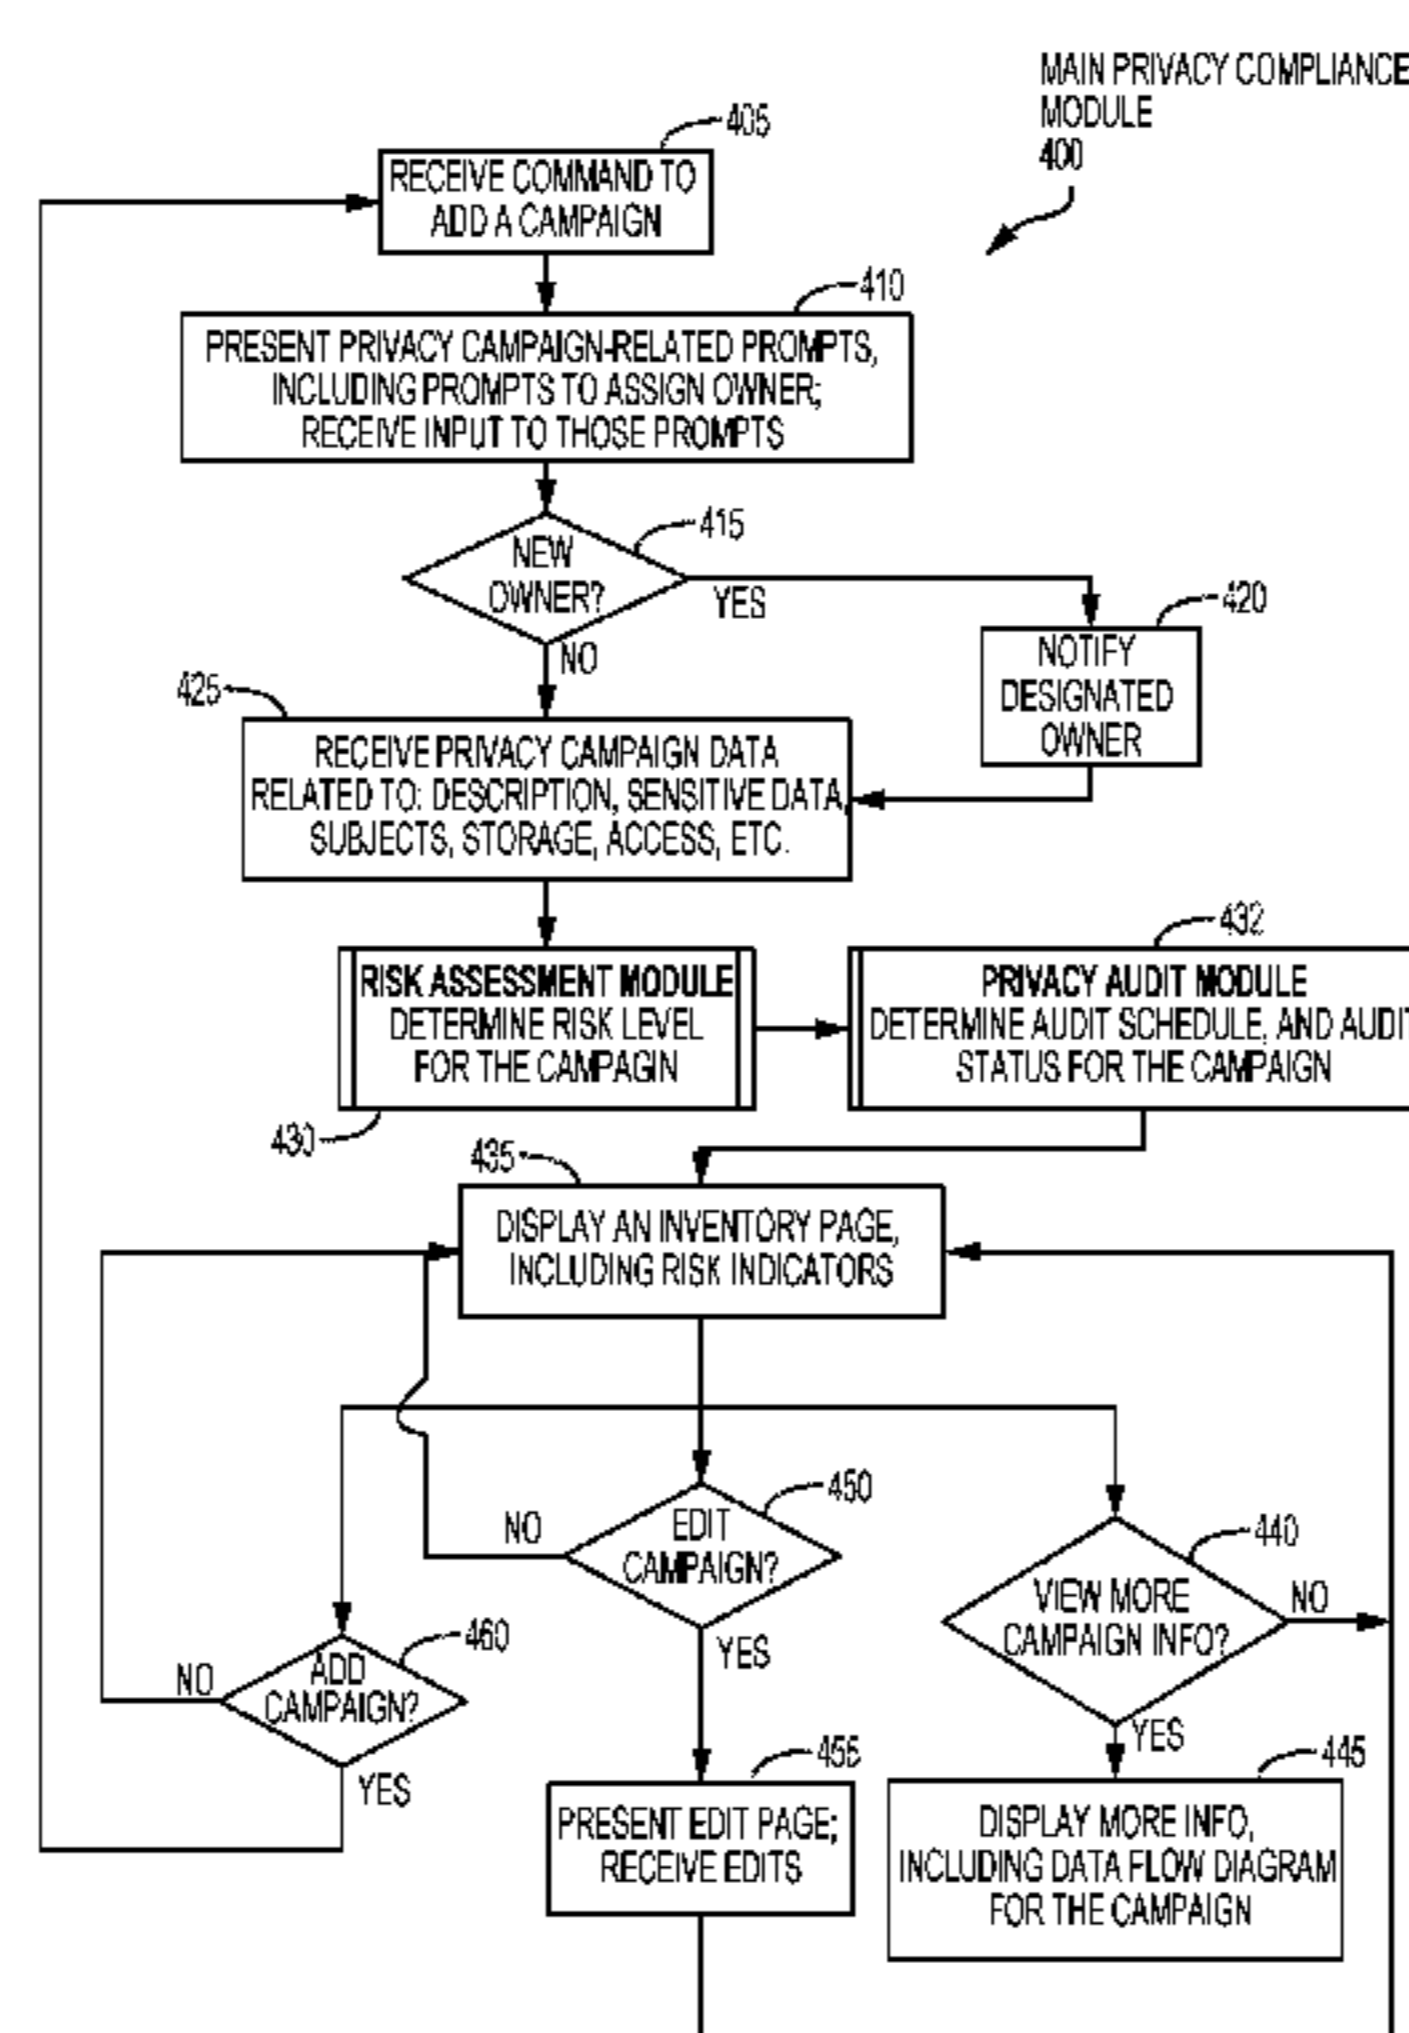 MAIN PRIVACY COMPLIANCE
MODULE
400
405
RECEIVE COMMAND TO
ADD A CAMPAIGN
410
PRESENT PRIVACY CAMPAIGN-RELATED PROMPTS,
INCLUDING PROMPTS TO ASSIGN OWNER;
RECEIVE INPUT TO THOSE PROMPTS
415
NEW
OWNER?
YES
NO
420
NOTIFY
DESIGNATED
OWNER
425
RECEIVE PRIVACY CAMPAIGN DATA
RELATED TO: DESCRIPTION, SENSITIVE DATA,
SUBJECTS, STORAGE, ACCESS, ETC.
RISK ASSESSMENT MODULE
DETERMINE RISK LEVEL
FOR THE CAMPAGIN
430
432
PRIVACY AUDIT MODULE
DETERMINE AUDIT SCHEDULE, AND AUDIT
STATUS FOR THE CAMPAIGN
435
DISPLAY AN INVENTORY PAGE,
INCLUDING RISK INDICATORS
450
EDIT
CAMPAIGN?
NO
YES
440
VIEW MORE
CAMPAIGN INFO?
NO
YES
460
ADD
CAMPAIGN?
NO
YES
455
PRESENT EDIT PAGE;
RECEIVE EDITS
445
DISPLAY MORE INFO,
INCLUDING DATA FLOW DIAGRAM
FOR THE CAMPAIGN